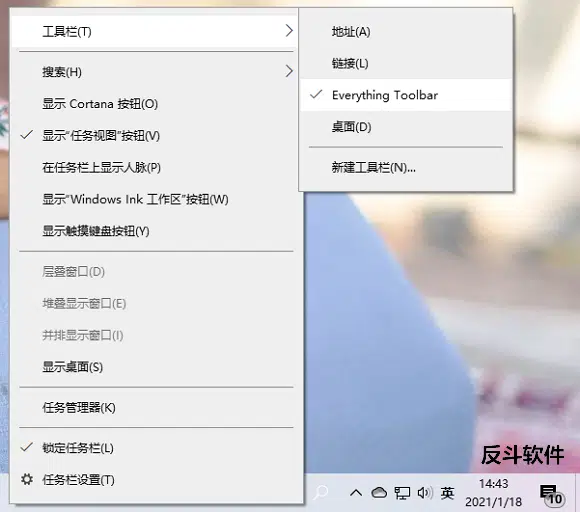 工具栏(T)
搜索(H)
显示 Cortana 按钮(O)
显示“任务视图”按钮(V)
在任务栏上显示人脉(P)
显示“Windows Ink 工作区”按钮(W)
显示触摸键盘按钮(Y)
层叠窗口(D)
堆叠显示窗口(E)
并排显示窗口(I)
显示桌面(S)
任务管理器(K)
锁定任务栏(L)
任务栏设置(T)
地址(A)
链接(L)
Everything Toolbar
桌面(D)
新建工具栏(N)...
反斗软件
英
14:43
2021/1/18
10